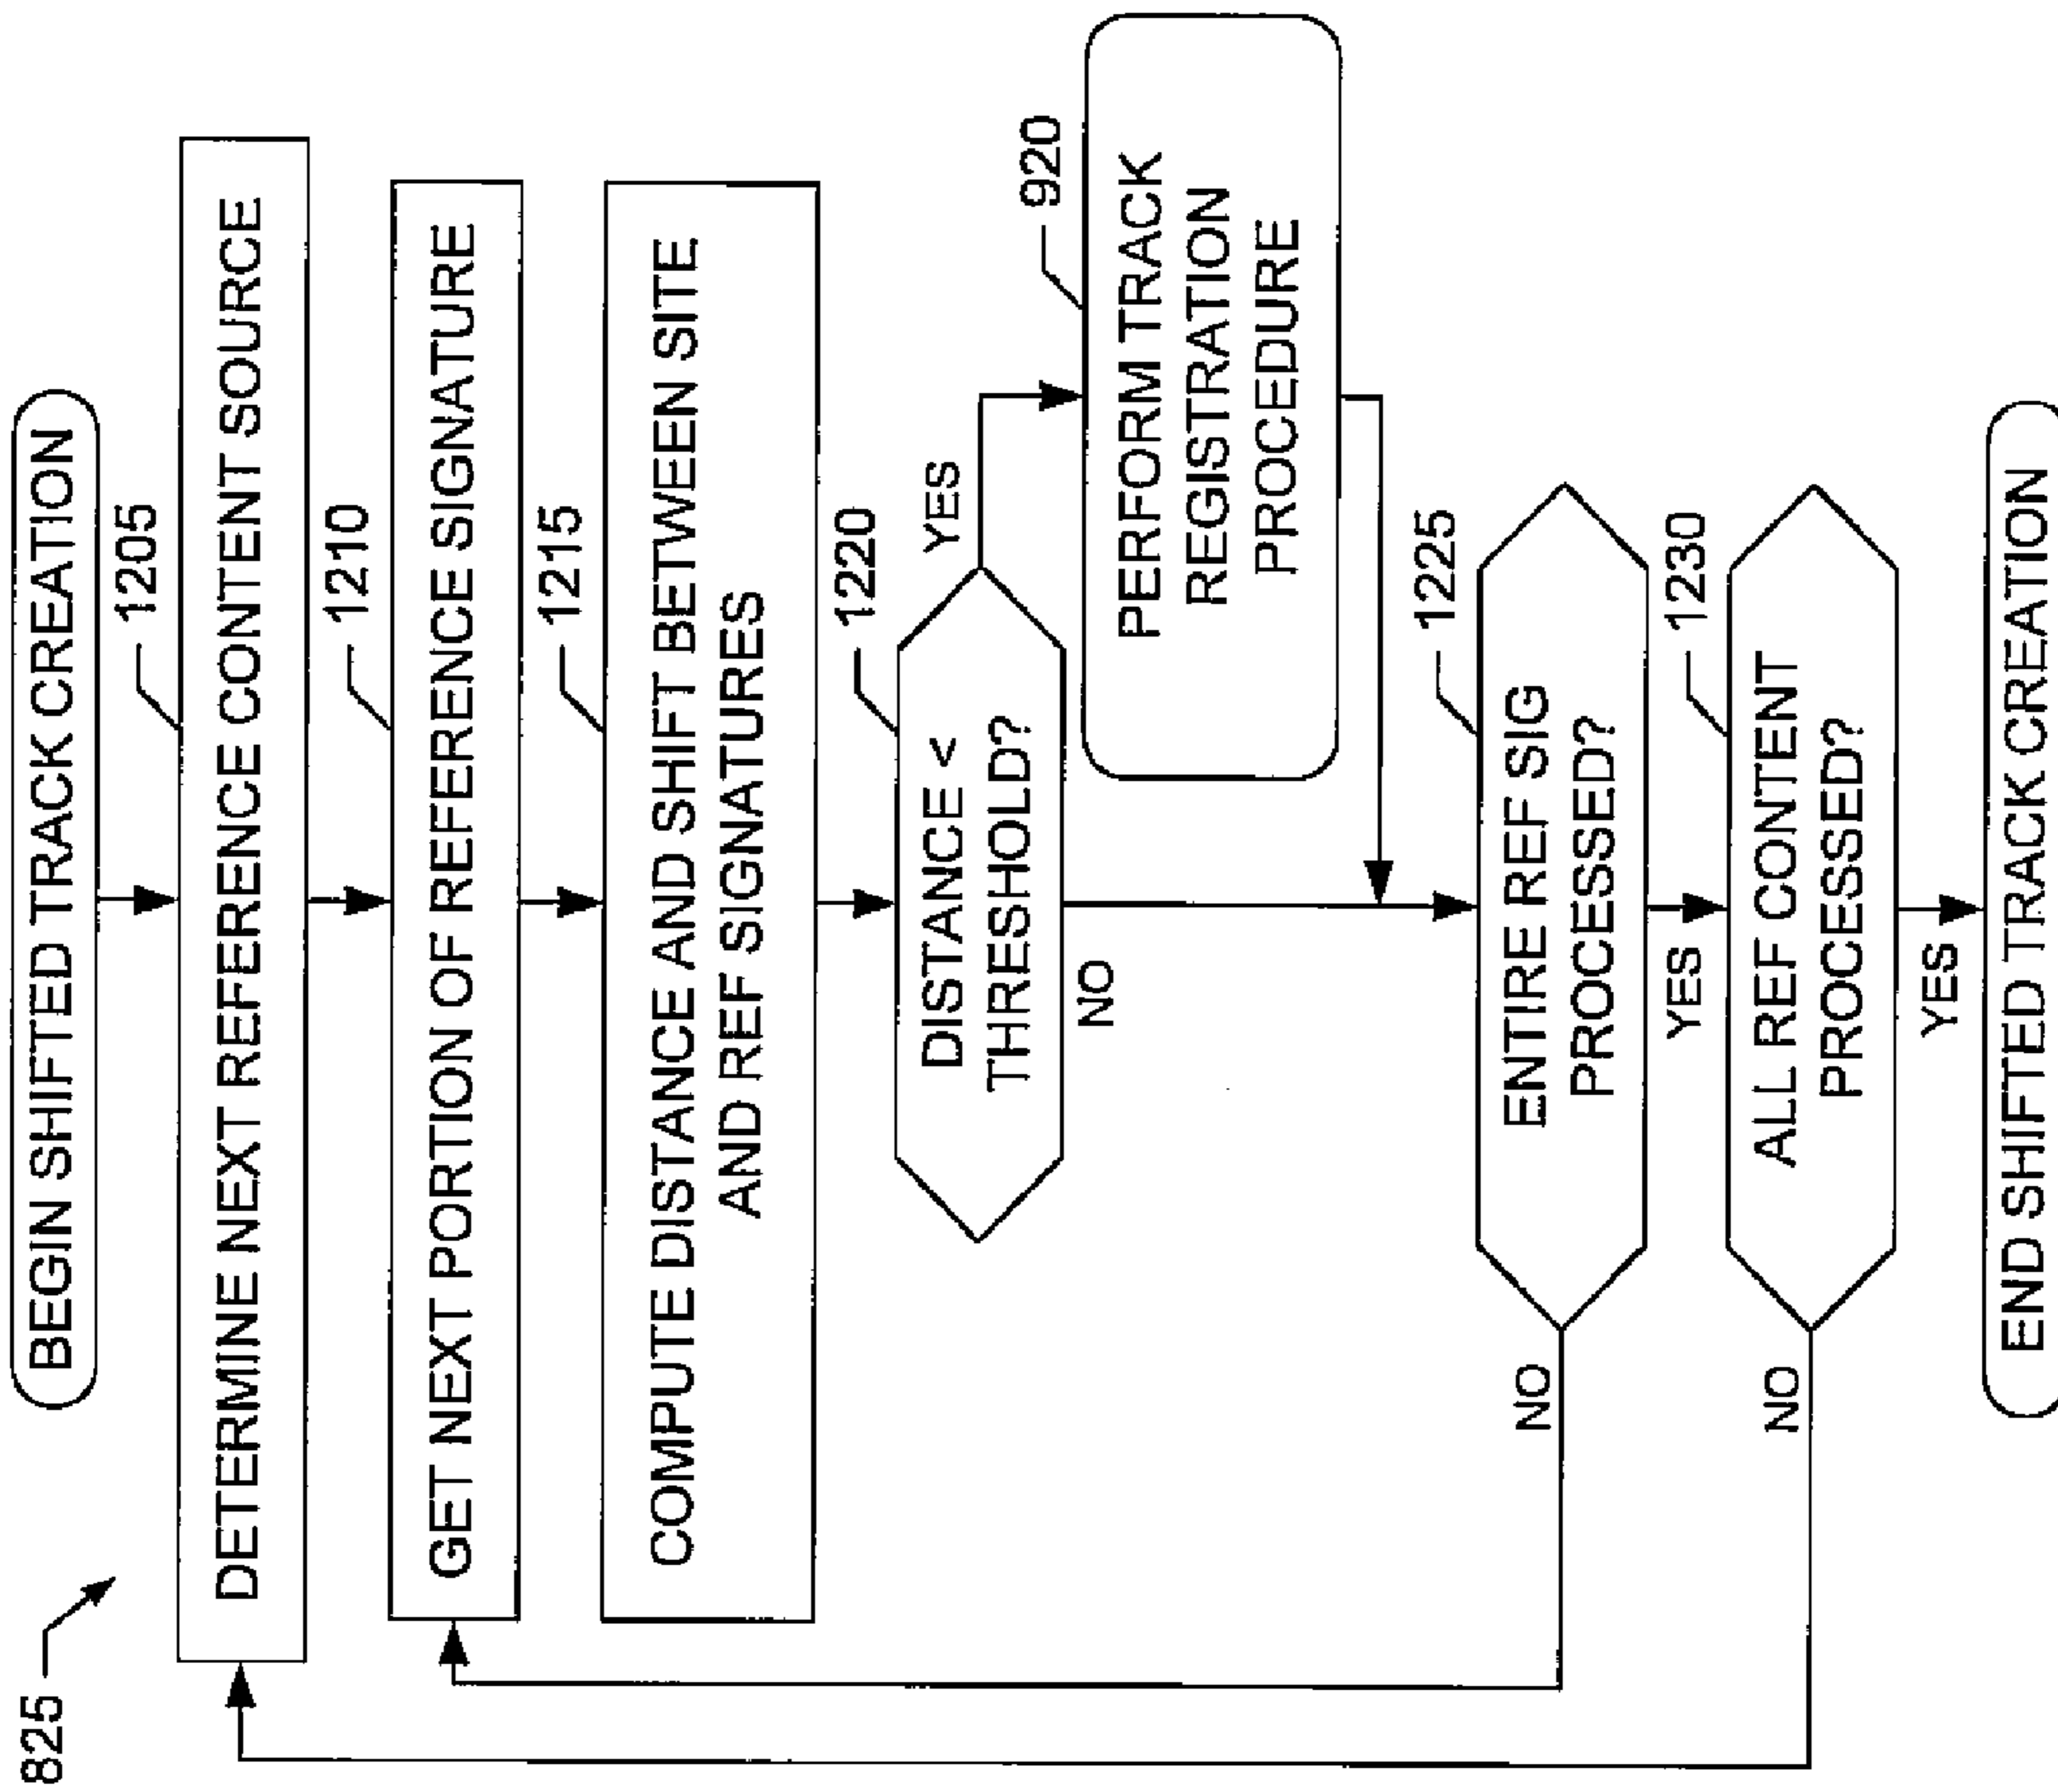 825
BEGIN SHIFTED TRACK CREATION
1205
DETERMINE NEXT REFERENCE CONTENT SOURCE
1210
GET NEXT PORTION OF REFERENCE SIGNATURE
1215
COMPUTE DISTANCE AND SHIFT BETWEEN SITE
AND REF SIGNATURES
1220
DISTANCE <
THRESHOLD?
YES
NO
920
PERFORM TRACK
REGISTRATION
PROCEDURE
1225
ENTIRE REF SIG
PROCESSED?
NO
YES
1230
ALL REF CONTENT
PROCESSED?
NO
YES
END SHIFTED TRACK CREATION